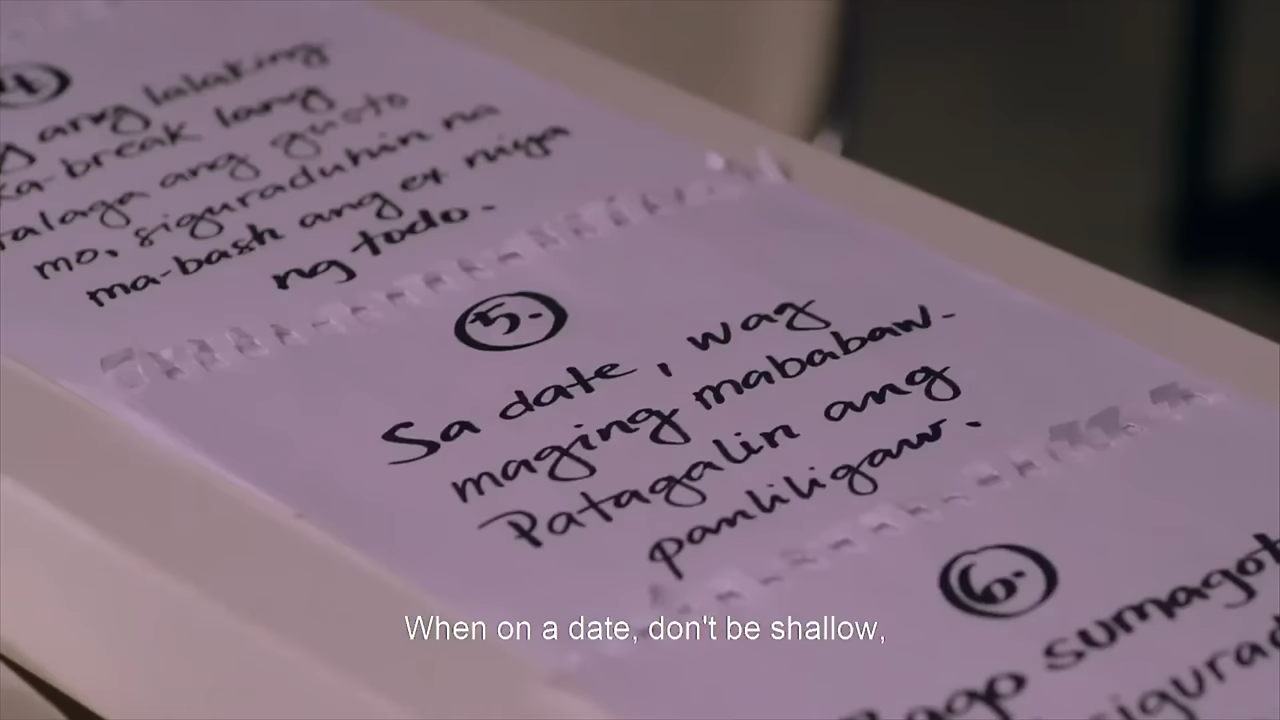 4.
ang lalaking
ka-break lang
talaga ang gusto
mo, siguraduhin na
ma-bash ang ex niya
ng todo.
5.
Sa date, wag
maging mababaw.
Patagalin ang
panliligaw.
6.
sumagot
When on a date, don't be shallow,